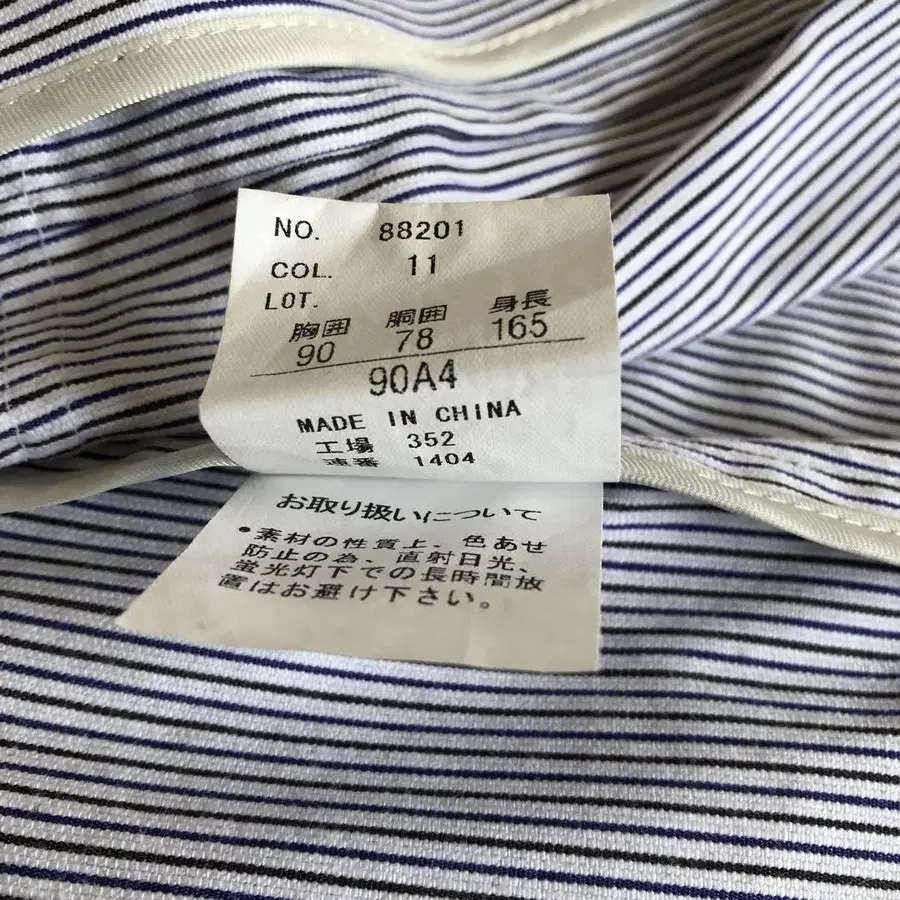 NO. 88201
COL. 11
LOT.
胸囲 胴囲 身長
90 78 165
90A4
MADE IN CHINA
工場 352
連番 1404
お取り扱いについて
•素材の性質上、色あせ
防止の為、直射日光、
蛍光灯下での長時間放
置はお避け下さい。